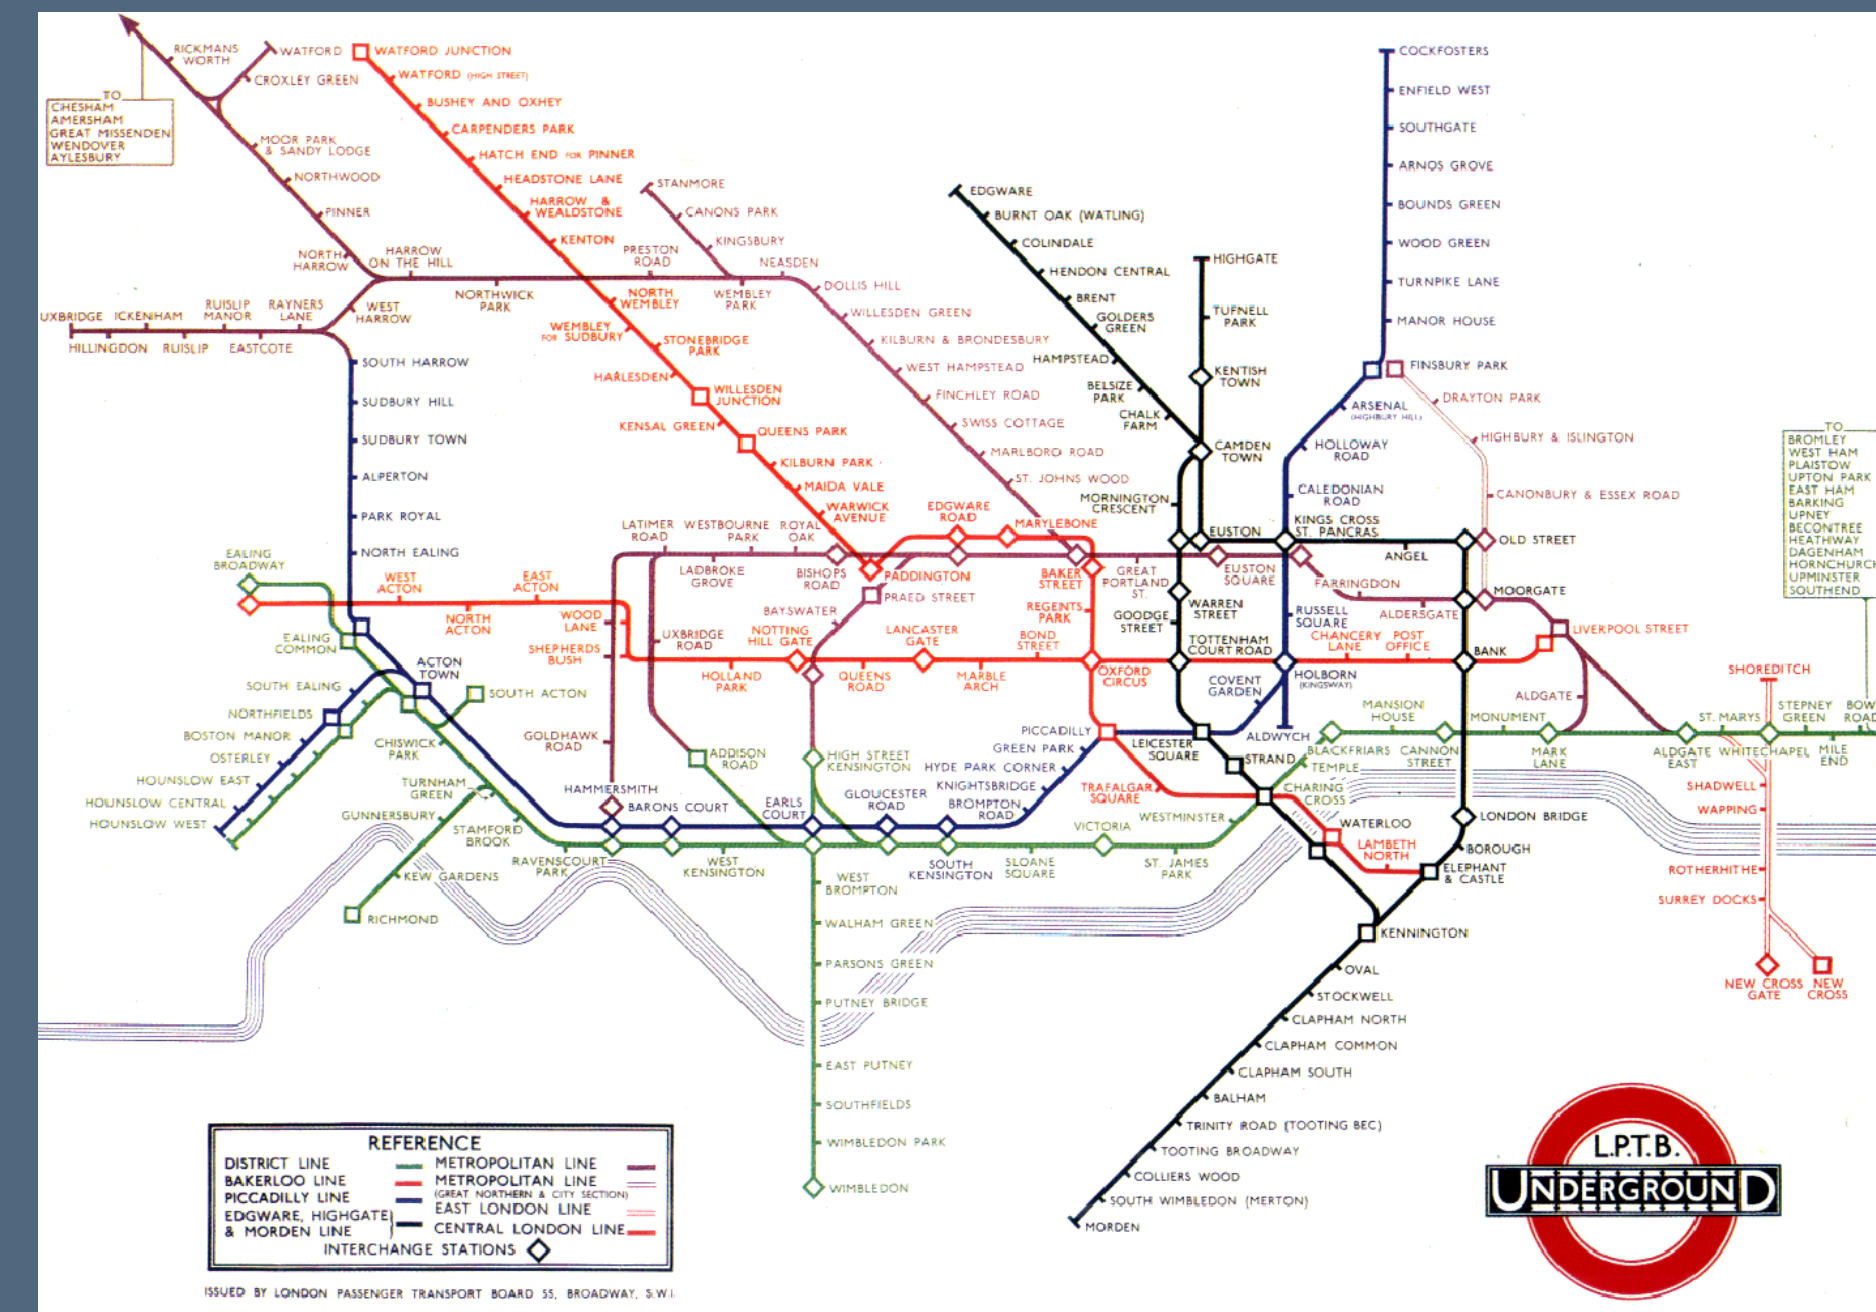 RICKMANS
WORTH
WATFORD
CROXLEY GREEN
TO
CHESHAM
AMERSHAM
GREAT MISSENDEN
WENDOVER
AYLESBURY
MOOR PARK
& SANDY LODGE
NORTHWOOD
PINNER
NORTH
HARROW
HARROW
ON THE HILL
NORTHWICK
PARK
PRESTON
ROAD
WEMBLEY
PARK
NEASDEN
WEST
HARROW
RAYNERS
LANE
EASTCOTE
RUISLIP
MANOR
RUISLIP
ICKENHAM
HILLINGDON
UXBRIDGE
STANMORE
CANONS PARK
KINGSBURY
DOLLIS HILL
WILLESDEN GREEN
KILBURN & BRONDESBURY
WEST HAMPSTEAD
FINCHLEY ROAD
SWISS COTTAGE
MARLBORO ROAD
ST. JOHNS WOOD
WATFORD JUNCTION
WATFORD (HIGH STREET)
BUSHEY AND OXHEY
CARPENDERS PARK
HATCH END FOR PINNER
HEADSTONE LANE
HARROW &
WEALDSTONE
KENTON
NORTH
WEMBLEY
WEMBLEY
FOR SUDBURY
STONEBRIDGE
PARK
HARLESDEN
WILLESDEN
JUNCTION
KENSAL GREEN
QUEENS PARK
KILBURN PARK
MAIDA VALE
WARWICK
AVENUE
PADDINGTON
EDGWARE
ROAD
MARYLEBONE
BAKER
STREET
REGENTS
PARK
OXFORD
CIRCUS
PICCADILLY
TRAFALGAR
SQUARE
CHARING
CROSS
WATERLOO
LAMBETH
NORTH
ELEPHANT
& CASTLE
EDGWARE
BURNT OAK (WATLING)
COLINDALE
HENDON CENTRAL
BRENT
GOLDERS
GREEN
HAMPSTEAD
BELSIZE
PARK
CHALK
FARM
HIGHGATE
TUFNELL
PARK
KENTISH
TOWN
CAMDEN
TOWN
MORNINGTON
CRESCENT
EUSTON
WARREN
STREET
GOODGE
STREET
TOTTENHAM
COURT ROAD
LEICESTER
SQUARE
STRAND
KINGS CROSS
ST. PANCRAS
ANGEL
OLD STREET
MOORGATE
BANK
LONDON BRIDGE
BOROUGH
KENNINGTON
OVAL
STOCKWELL
CLAPHAM NORTH
CLAPHAM COMMON
CLAPHAM SOUTH
BALHAM
TRINITY ROAD (TOOTING BEC)
TOOTING BROADWAY
COLLIERS WOOD
SOUTH WIMBLEDON (MERTON)
MORDEN
COCKFOSTERS
ENFIELD WEST
SOUTHGATE
ARNOS GROVE
BOUNDS GREEN
WOOD GREEN
TURNPIKE LANE
MANOR HOUSE
FINSBURY PARK
ARSENAL
(HIGHBURY HILL)
HOLLOWAY
ROAD
CALEDONIAN
ROAD
RUSSELL
SQUARE
HOLBORN
(KINGSWAY)
COVENT
GARDEN
ALDWYCH
GREEN PARK
HYDE PARK CORNER
KNIGHTSBRIDGE
BROMPTON
ROAD
SOUTH
KENSINGTON
GLOUCESTER
ROAD
EARLS
COURT
BARONS COURT
HAMMERSMITH
ACTON
TOWN
SOUTH EALING
NORTHFIELDS
BOSTON MANOR
OSTERLEY
HOUNSLOW EAST
HOUNSLOW CENTRAL
HOUNSLOW WEST
SOUTH HARROW
SUDBURY HILL
SUDBURY TOWN
ALPERTON
PARK ROYAL
NORTH EALING
EALING
COMMON
EALING
BROADWAY
DRAYTON PARK
HIGHBURY & ISLINGTON
CANONBURY & ESSEX ROAD
WEST
ACTON
NORTH
ACTON
EAST
ACTON
WOOD
LANE
SHEPHERDS
BUSH
HOLLAND
PARK
NOTTING
HILL GATE
QUEENS
ROAD
LANCASTER
GATE
MARBLE
ARCH
BOND
STREET
CHANCERY
LANE
POST
OFFICE
LIVERPOOL STREET
LATIMER
ROAD
LADBROKE
GROVE
WESTBOURNE
PARK
ROYAL
OAK
BISHOPS
ROAD
PRAED STREET
BAYSWATER
UXBRIDGE
ROAD
GOLDHAWK
ROAD
ADDISON
ROAD
HIGH STREET
KENSINGTON
GREAT
PORTLAND
ST.
EUSTON
SQUARE
FARRINGDON
ALDERSGATE
ALDGATE
SOUTH ACTON
CHISWICK
PARK
TURNHAM
GREEN
GUNNERSBURY
KEW GARDENS
RICHMOND
STAMFORD
BROOK
RAVENSCOURT
PARK
WEST
KENSINGTON
WEST
BROMPTON
WALHAM GREEN
PARSONS GREEN
PUTNEY BRIDGE
EAST PUTNEY
SOUTHFIELDS
WIMBLEDON PARK
WIMBLEDON
SLOANE
SQUARE
VICTORIA
ST. JAMES
PARK
WESTMINSTER
TEMPLE
BLACKFRIARS
MANSION
HOUSE
CANNON
STREET
MONUMENT
MARK
LANE
ALDGATE
EAST
ST. MARYS
WHITECHAPEL
STEPNEY
GREEN
MILE
END
BOW
ROAD
TO
BROMLEY
WEST HAM
PLAISTOW
UPTON PARK
EAST HAM
BARKING
UPNEY
BECONTREE
HEATHWAY
DAGENHAM
HORNCHURCH
UPMINSTER
SOUTHEND
SHOREDITCH
SHADWELL
WAPPING
ROTHERHITHE
SURREY DOCKS
NEW CROSS
GATE
NEW
CROSS
REFERENCE
DISTRICT LINE
BAKERLOO LINE
PICCADILLY LINE
EDGWARE, HIGHGATE
& MORDEN LINE
METROPOLITAN LINE
METROPOLITAN LINE
(GREAT NORTHERN & CITY SECTION)
EAST LONDON LINE
CENTRAL LONDON LINE
INTERCHANGE STATIONS
ISSUED BY LONDON PASSENGER TRANSPORT BOARD 55, BROADWAY, S.W.1.
L.P.T.B.
UNDERGROUND